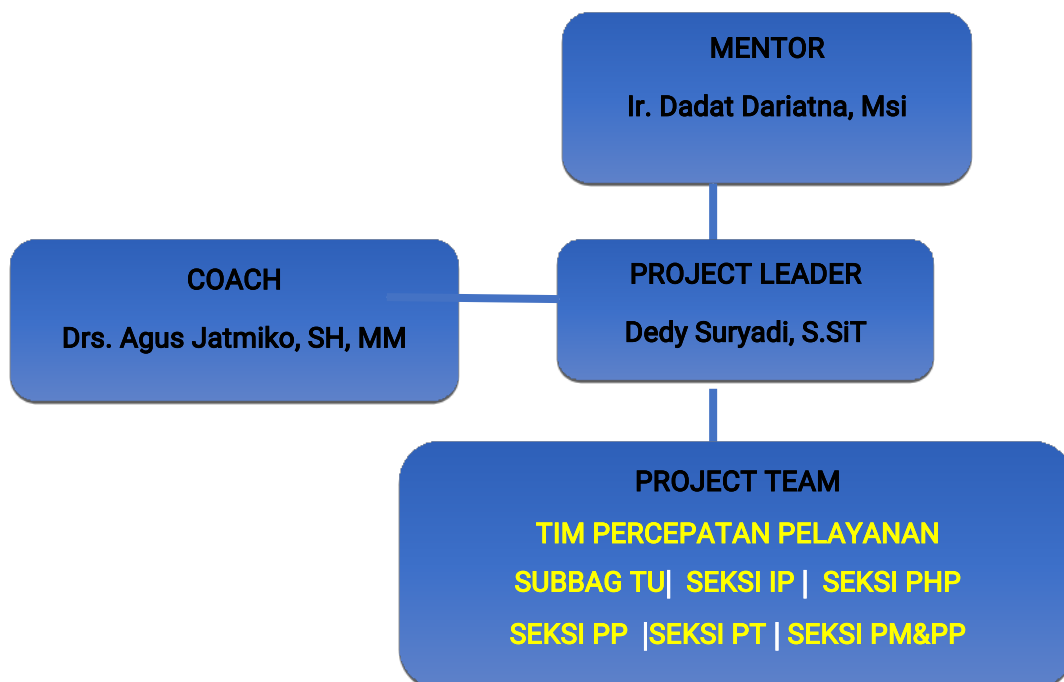 MENTOR
Ir. Dadat Dariatna, Msi
COACH
Drs. Agus Jatmiko, SH, MM
PROJECT LEADER
Dedy Suryadi, S.SiT
PROJECT TEAM
TIM PERCEPATAN PELAYANAN
SUBBAG TU| SEKSI IP | SEKSI PHP
SEKSI PP |SEKSI PT | SEKSI PM&PP